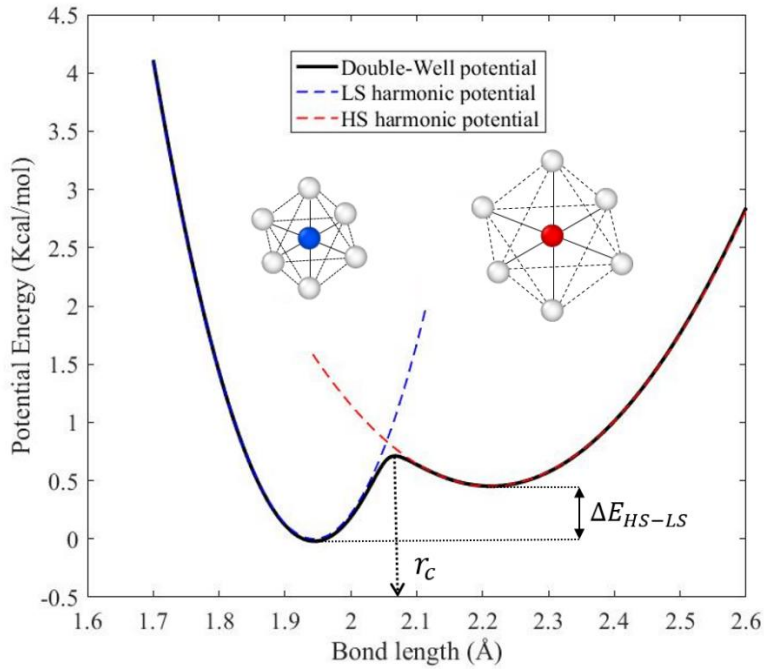 4.5
4
3.5
3
2.5
2
1.5
1
0.5
0
-0.5
Potential Energy (Kcal/mol)
Double-Well potential
LS harmonic potential
HS harmonic potential
ΔE_{HS−LS}
r_c
1.6 1.7 1.8 1.9 2 2.1 2.2 2.3 2.4 2.5 2.6
Bond length (Å)